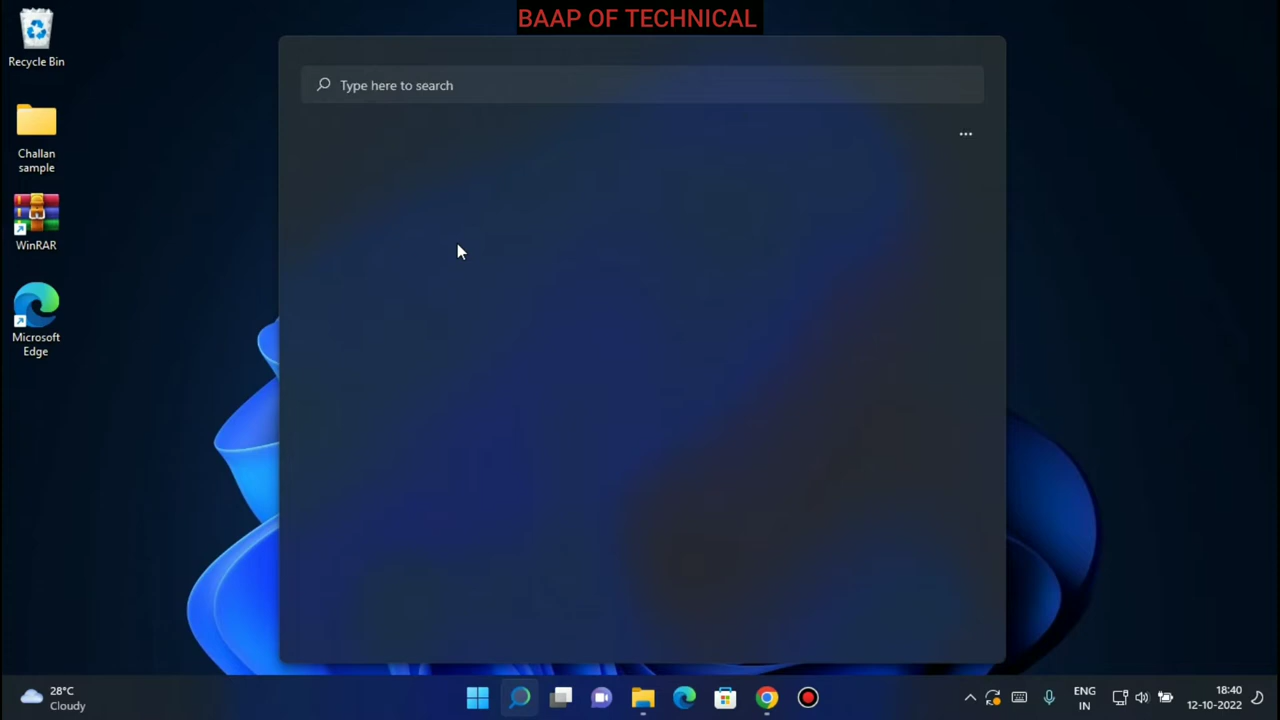 BAAP OF TECHNICAL
Recycle Bin
Type here to search
Challan
sample
WinRAR
Microsoft
Edge
28°C
Cloudy
ENG
IN
18:40
12-10-2022